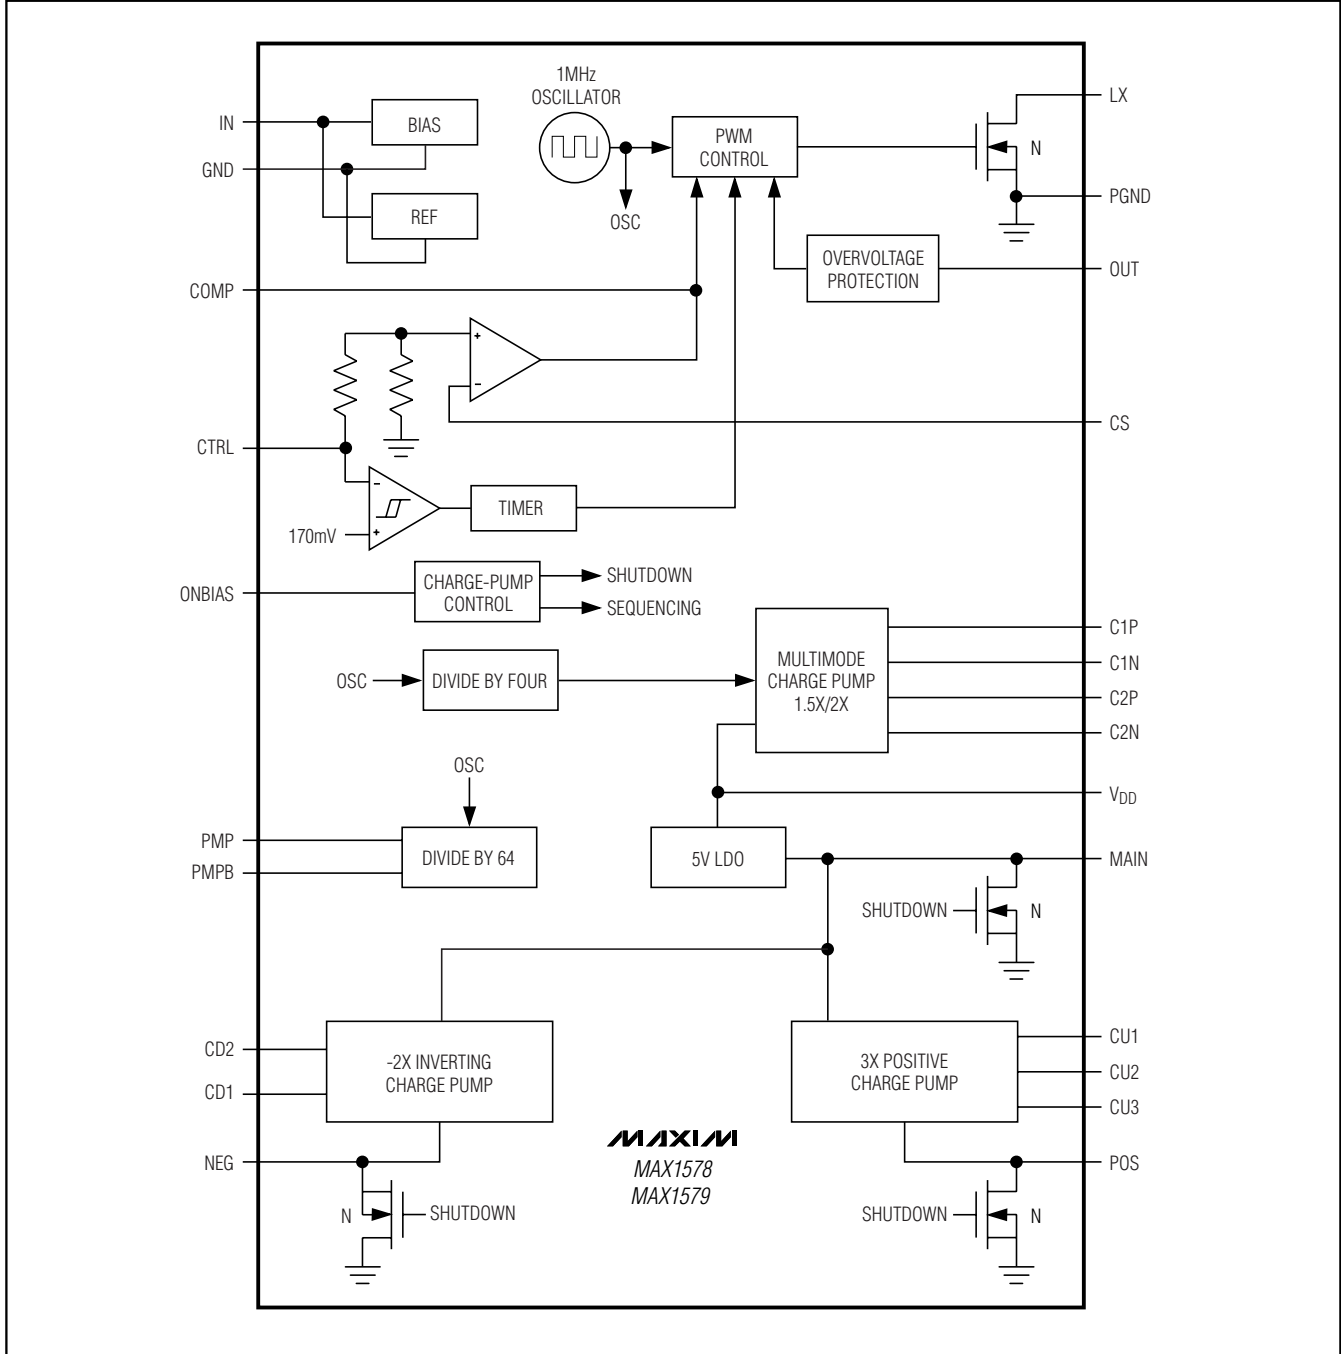 1MHz
OSCILLATOR
LX
IN
BIAS
PWM
CONTROL
N
GND
PGND
REF
OSC
OVERVOLTAGE
PROTECTION
OUT
COMP
+
-
CS
CTRL
-
TIMER
170mV
+
ONBIAS
CHARGE-PUMP
CONTROL
SHUTDOWN
SEQUENCING
C1P
MULTIMODE
CHARGE PUMP
1.5X/2X
C1N
OSC
DIVIDE BY FOUR
C2P
C2N
OSC
VDD
PMP
DIVIDE BY 64
5V LDO
MAIN
PMPB
SHUTDOWN
N
CU1
CD2
-2X INVERTING
CHARGE PUMP
3X POSITIVE
CHARGE PUMP
CU2
CD1
CU3
MAXIM
NEG
MAX1578
MAX1579
POS
N
SHUTDOWN
SHUTDOWN
N